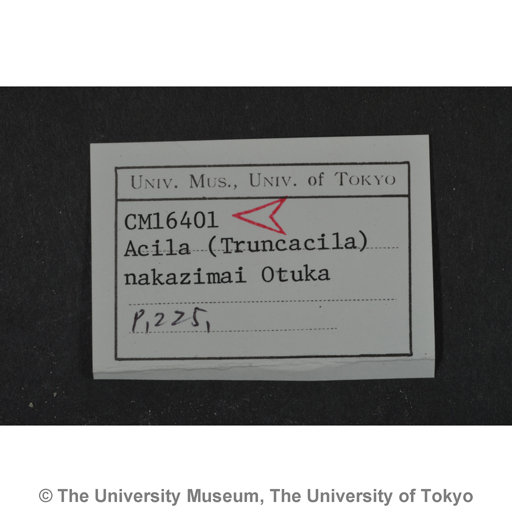 UNIV. MUS., UNIV. of TOKYO
CM16401
Acila (Truncacila)
nakazimai Otuka
P,225,
© The University Museum, The University of Tokyo